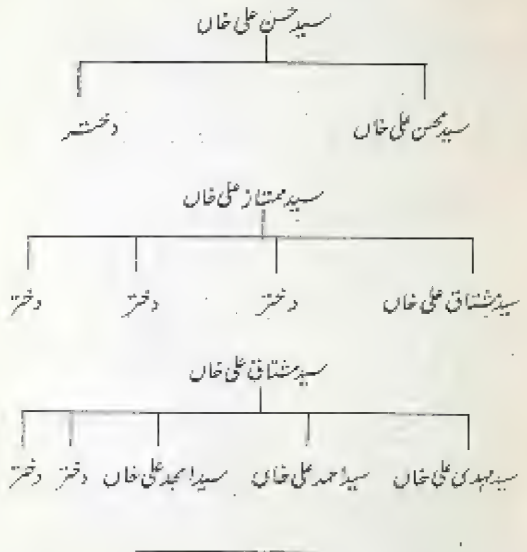 سید حسن علی خاں
سید محسن علی خاں دختر
سید ممتاز علی خاں
سید مشتاق علی خاں دختر دختر دختر
سید مشتاق علی خاں
سید مہدی علی خاں سید احمد علی خاں سید امجد علی خاں دختر دختر